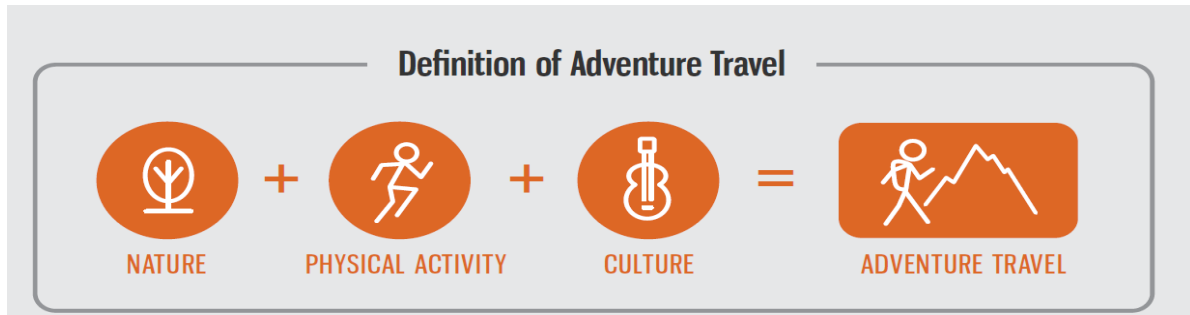 Definition of Adventure Travel
+ + =
NATURE PHYSICAL ACTIVITY CULTURE ADVENTURE TRAVEL